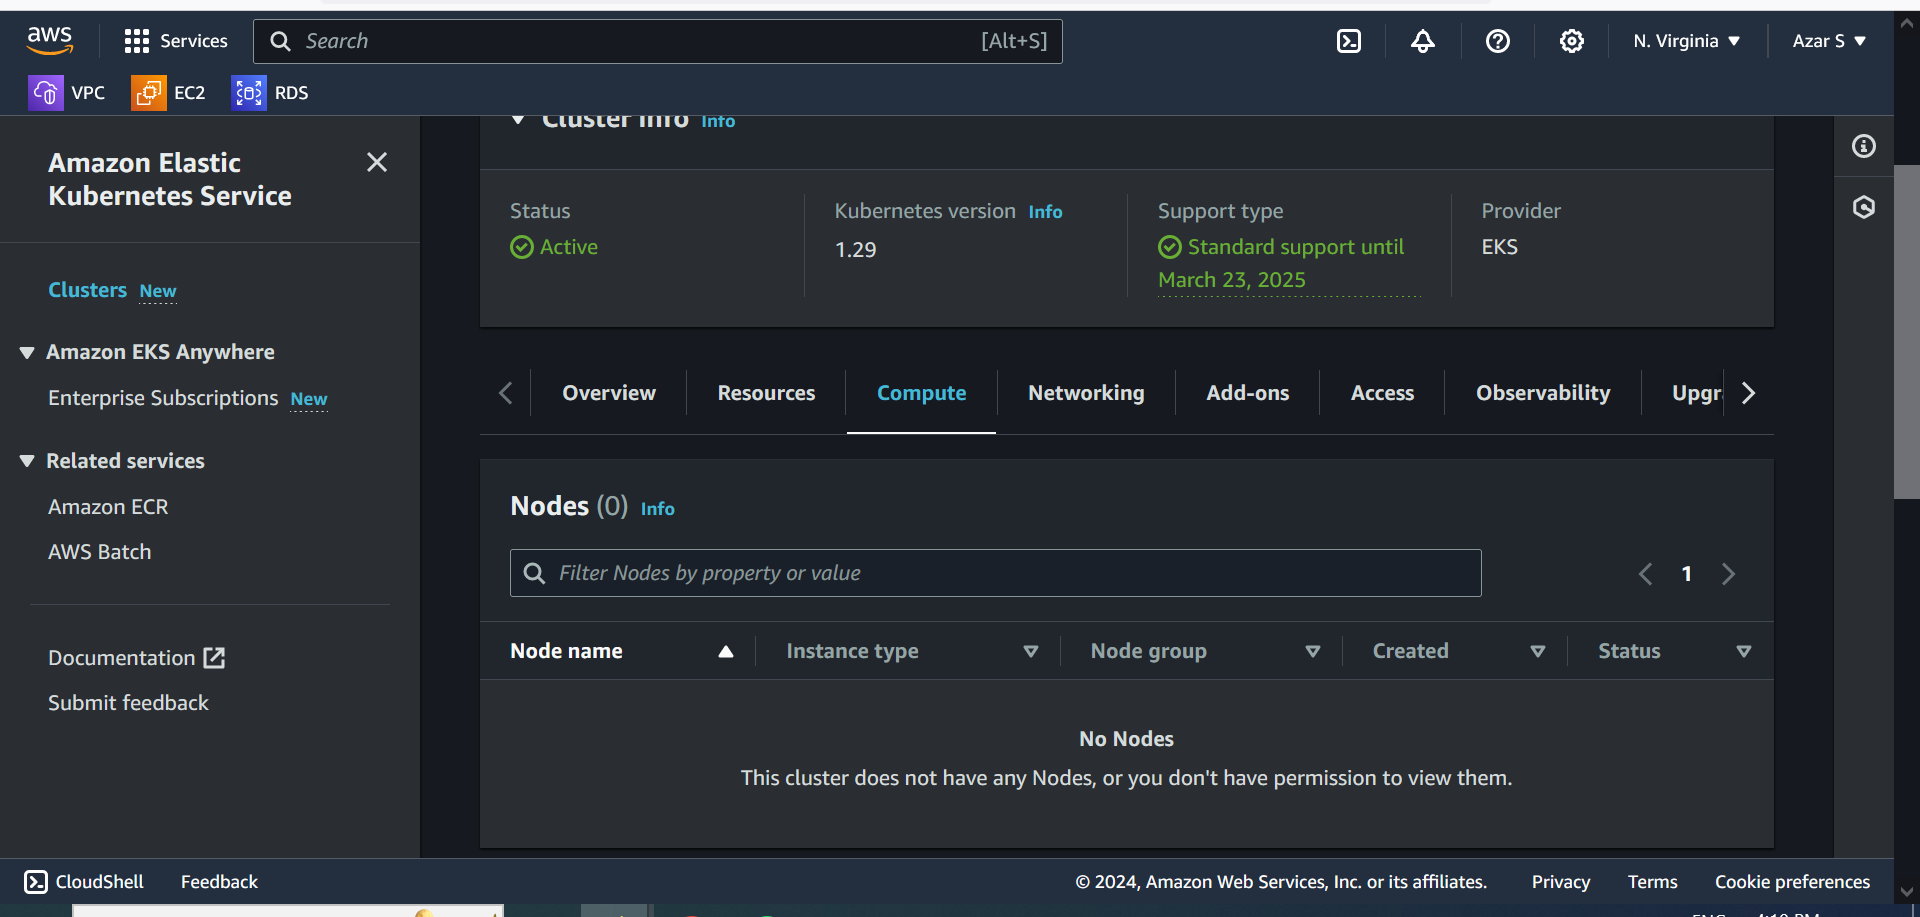 aws
Services
Search
[Alt+S]
N. Virginia
Azar S
VPC
EC2
RDS
Amazon Elastic
Kubernetes Service
Clusters New
Amazon EKS Anywhere
Enterprise Subscriptions New
Related services
Amazon ECR
AWS Batch
Documentation
Submit feedback
Cluster info Info
Status
Active
Kubernetes version Info
1.29
Support type
Standard support until
March 23, 2025
Provider
EKS
Overview
Resources
Compute
Networking
Add-ons
Access
Observability
Upgr
Nodes (0) Info
Filter Nodes by property or value
1
Node name
Instance type
Node group
Created
Status
No Nodes
This cluster does not have any Nodes, or you don't have permission to view them.
CloudShell
Feedback
© 2024, Amazon Web Services, Inc. or its affiliates.
Privacy
Terms
Cookie preferences